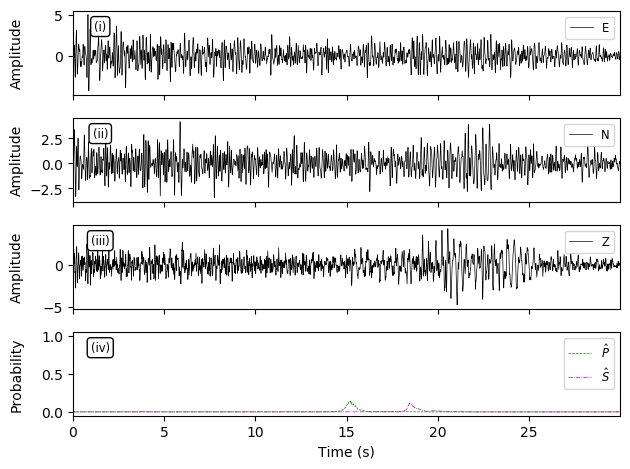 5
0
Amplitude
(i)
E
2.5
0.0
−2.5
Amplitude
(ii)
N
0
−5
Amplitude
(iii)
Z
1.0
0.5
0.0
Probability
(iv)
P̂
Ŝ
0 5 10 15 20 25
Time (s)